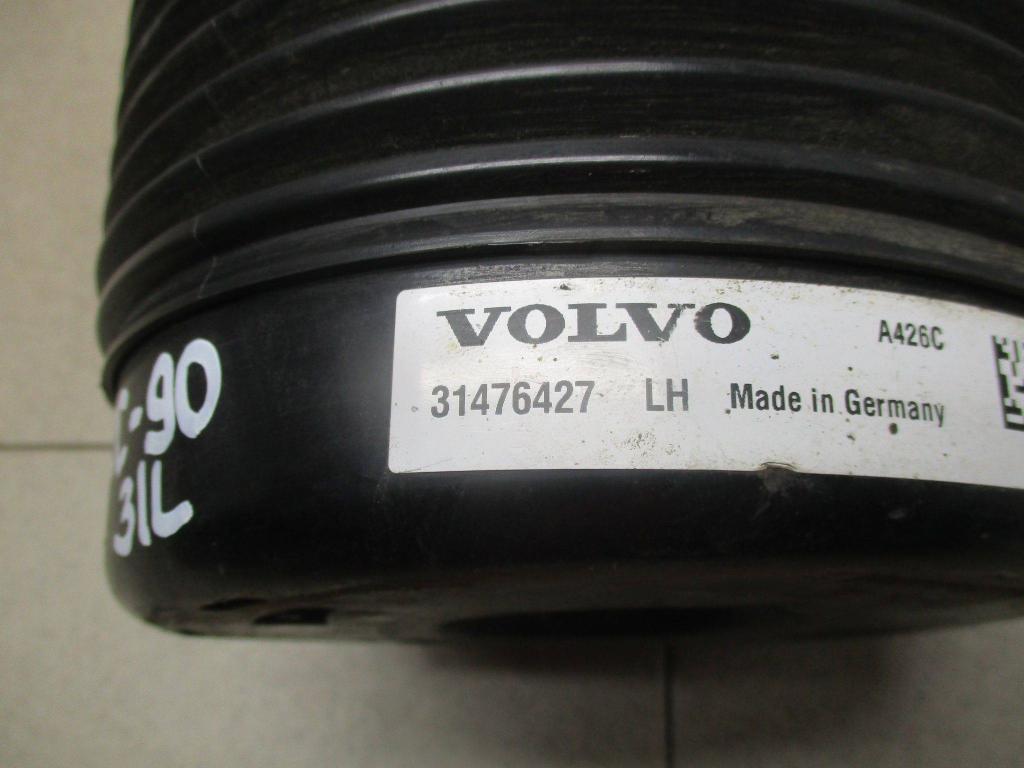 VOLVO A426C
31476427 LH Made in Germany
C-90
31L